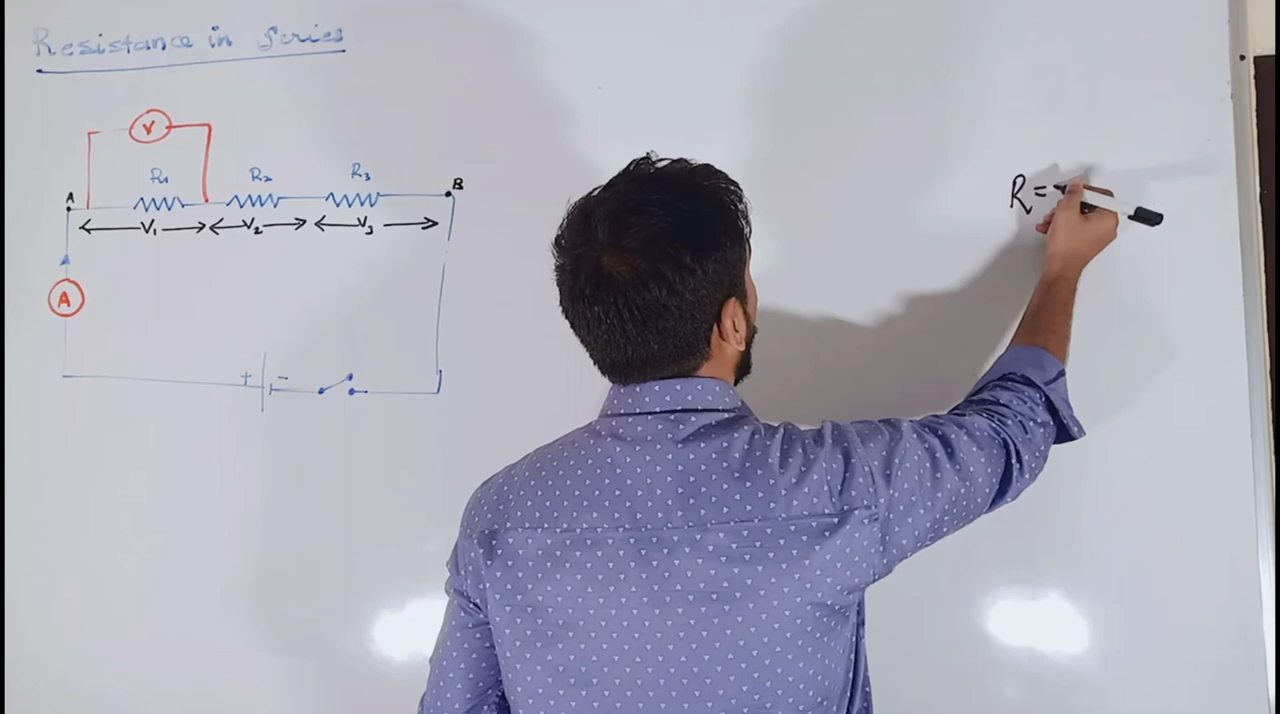 Resistance in Series
V
R₁ R₂ R₃
A B
V₁ V₂ V₃
A
+ -
R =